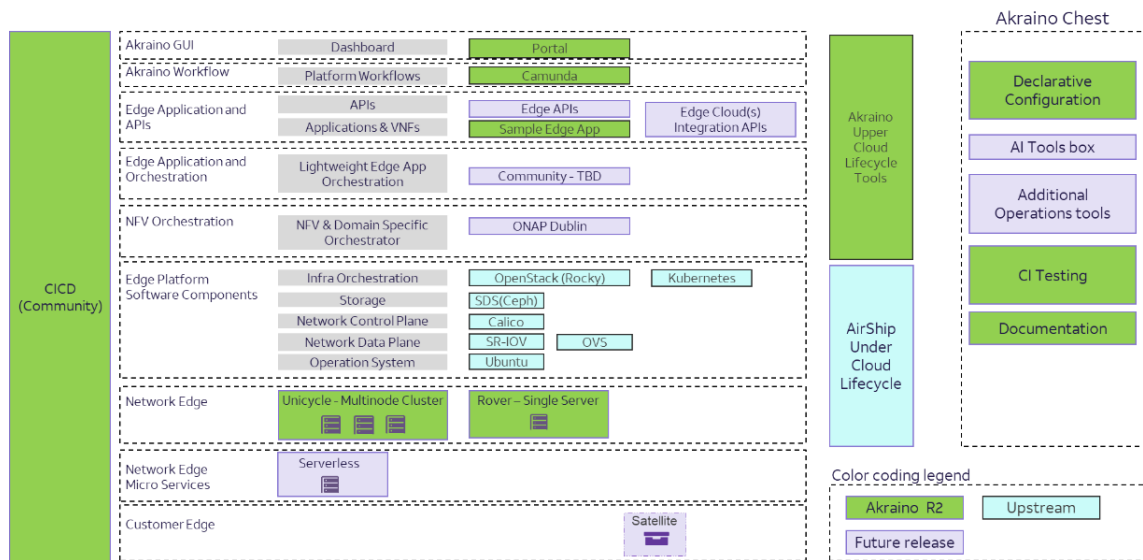 Akraino Chest
CICD
(Community)
Akraino GUI
Dashboard
Portal
Akraino Workflow
Platform Workflows
Camunda
Edge Application and
APIs
APIs
Edge APIs
Applications & VNFs
Sample Edge App
Edge Cloud(s)
Integration APIs
Edge Application and
Orchestration
Lightweight Edge App
Orchestration
Community - TBD
NFV Orchestration
NFV & Domain Specific
Orchestrator
ONAP Dublin
Edge Platform
Software Components
Infra Orchestration
OpenStack (Rocky)
Kubernetes
Storage
SDS(Ceph)
Network Control Plane
Calico
Network Data Plane
SR-IOV
OVS
Operation System
Ubuntu
Network Edge
Unicycle - Multinode Cluster
Rover – Single Server
Network Edge
Micro Services
Serverless
Customer Edge
Satellite
Akraino
Upper
Cloud
Lifecycle
Tools
AirShip
Under
Cloud
Lifecycle
Declarative
Configuration
AI Tools box
Additional
Operations tools
CI Testing
Documentation
Color coding legend
Akraino R2
Upstream
Future release